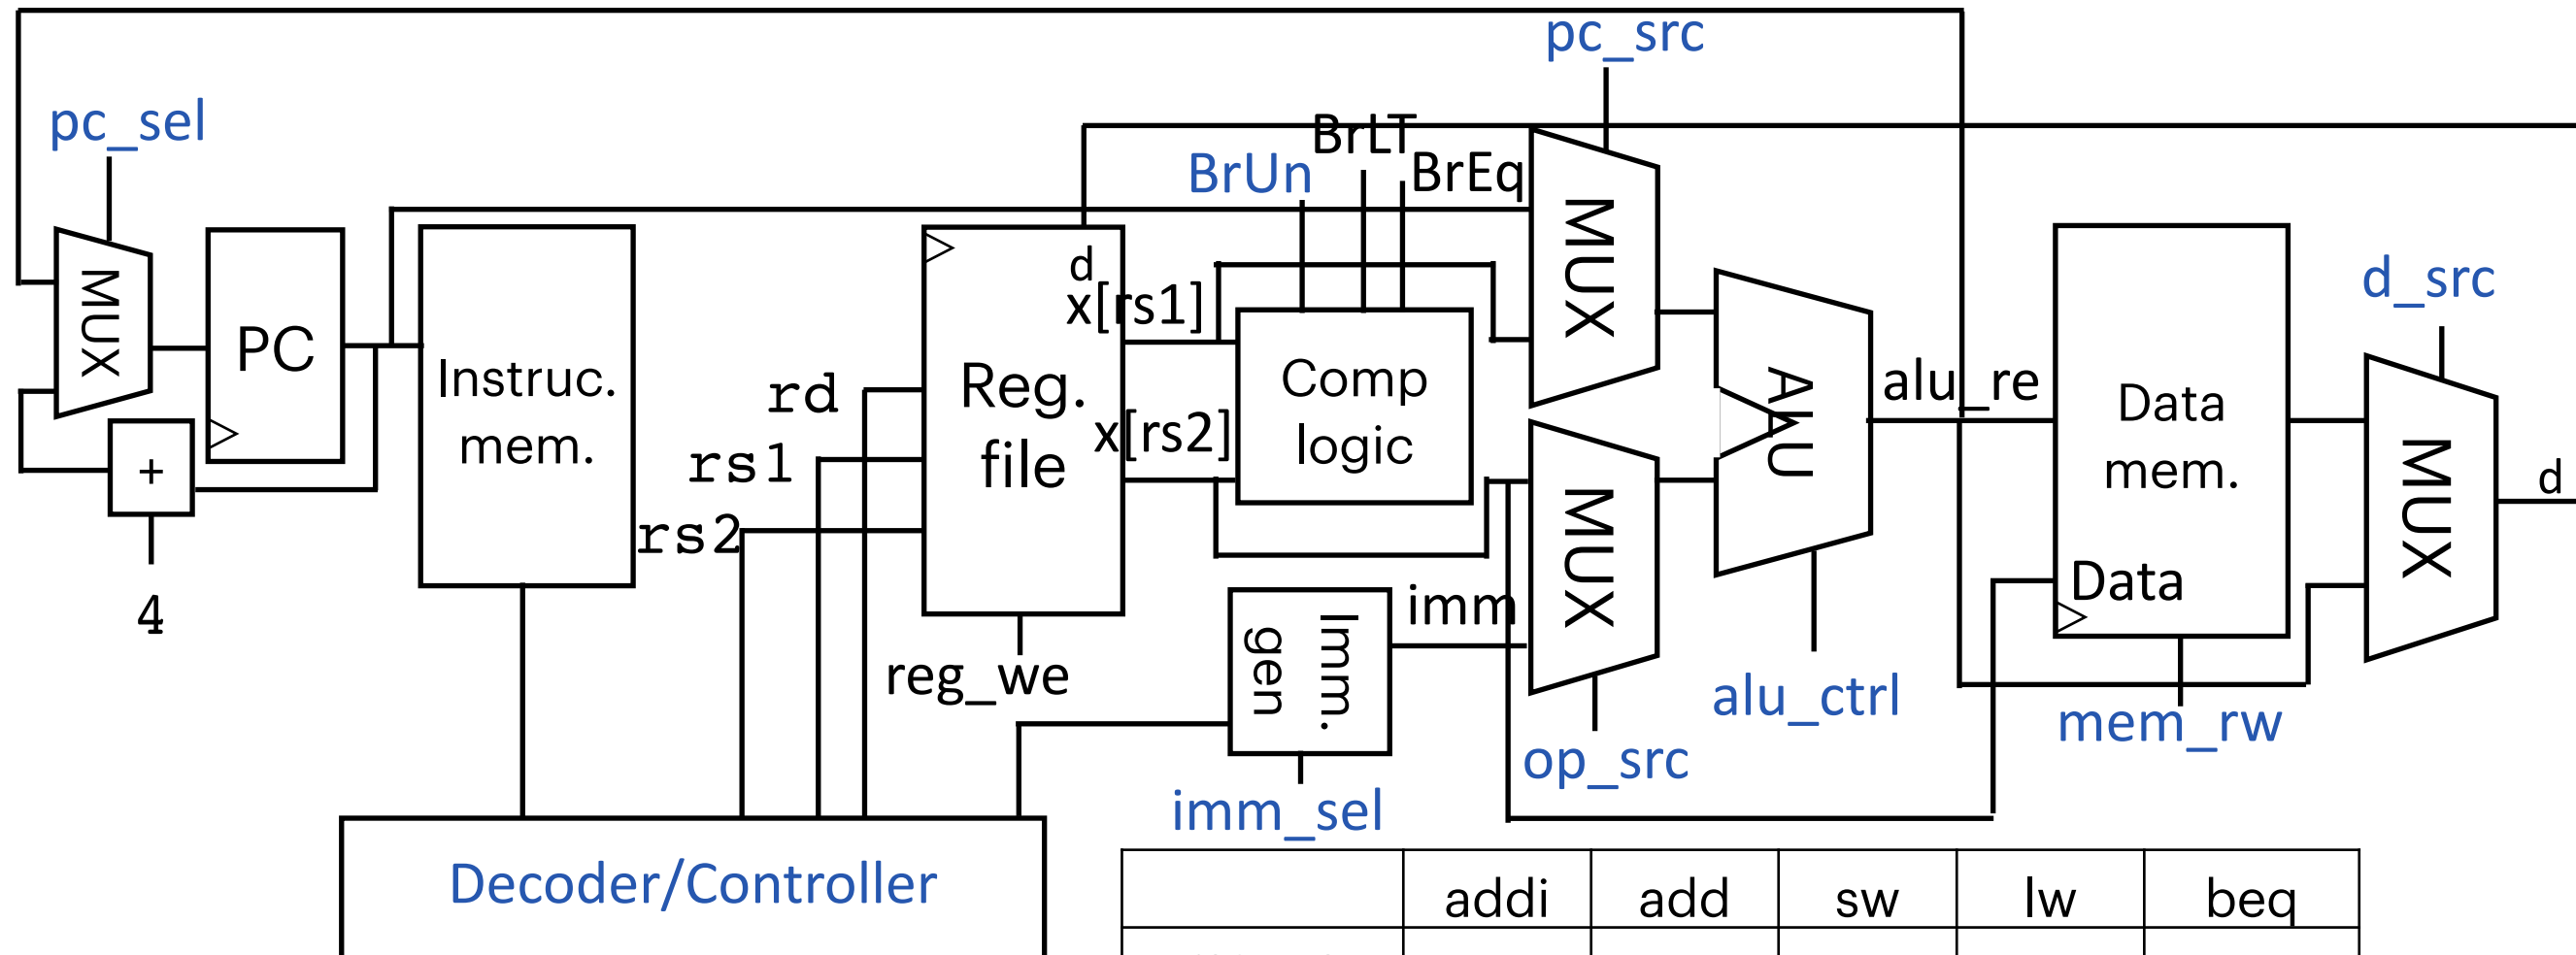 pc_src
pc_sel
BrLT
BrUn
BrEq
MUX
PC
+
4
Instruc.
mem.
rd
rs1
rs2
Reg.
file
d
x[rs1]
x[rs2]
reg_we
Comp
logic
Imm.
gen
imm
imm_sel
MUX
MUX
op_src
ALU
alu_ctrl
alu_re
Data
mem.
Data
mem_rw
d_src
MUX
d
Decoder/Controller
addi add sw lw beq